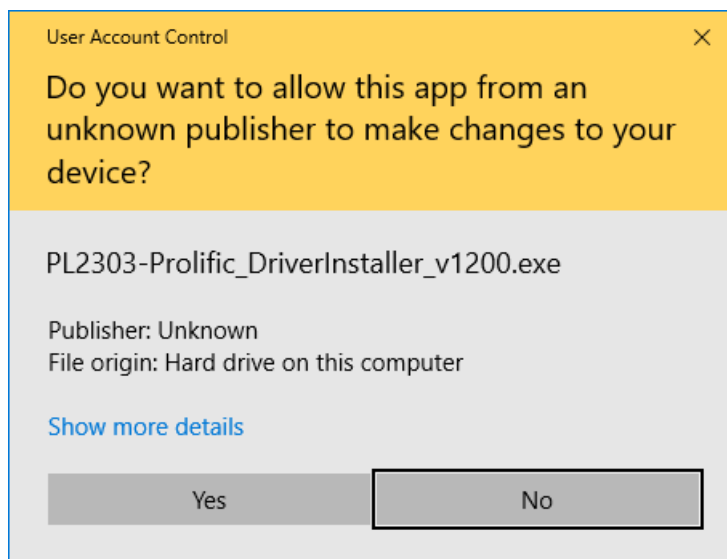 User Account Control
Do you want to allow this app from an
unknown publisher to make changes to your
device?
PL2303-Prolific_DriverInstaller_v1200.exe
Publisher: Unknown
File origin: Hard drive on this computer
Show more details
Yes
No